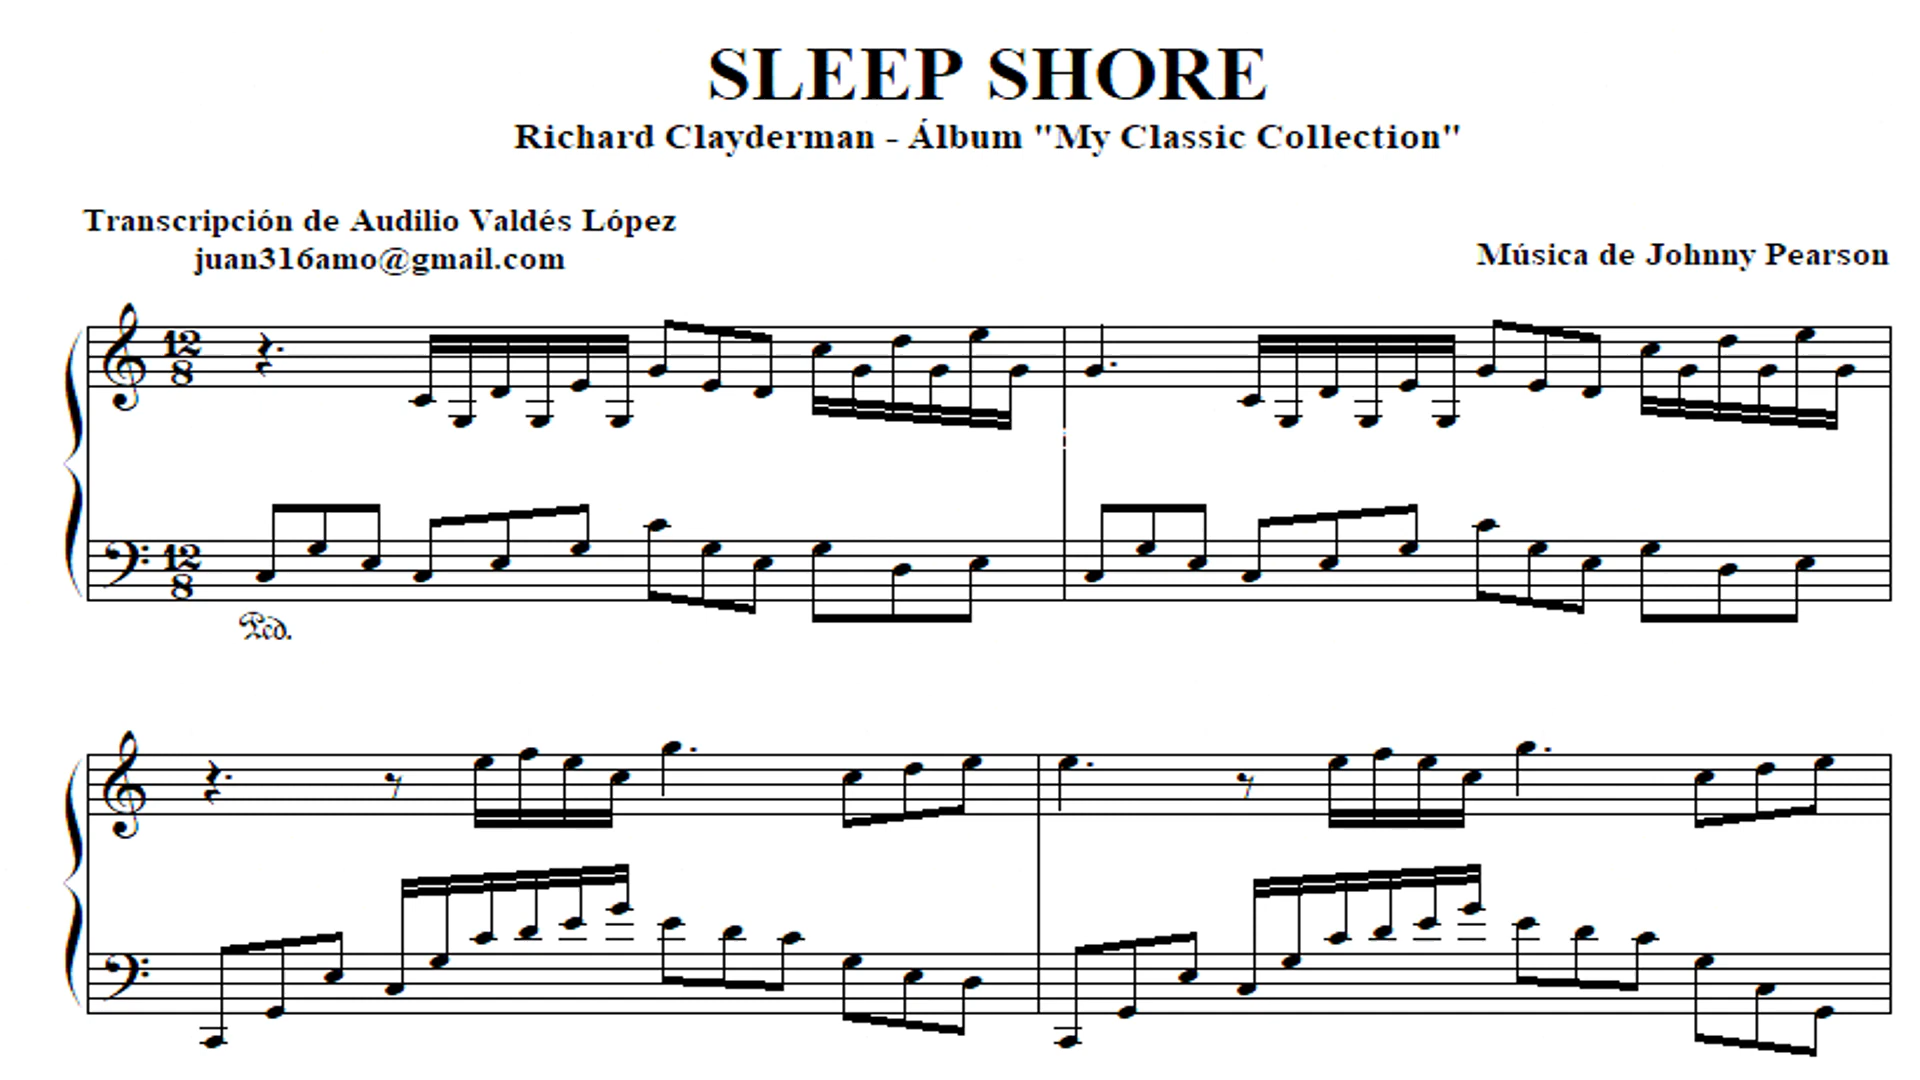 SLEEP SHORE
Richard Clayderman - Álbum "My Classic Collection"
Transcripción de Audilio Valdés López
juan316amo@gmail.com
Música de Johnny Pearson
12
8
12
8
Ped.